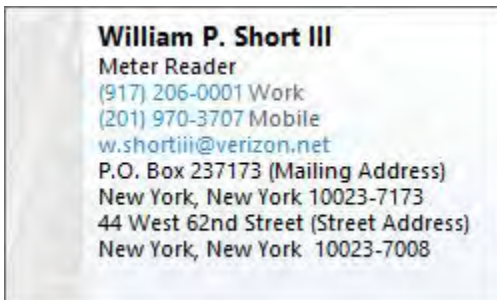 William P. Short III
Meter Reader
(917) 206-0001 Work
(201) 970-3707 Mobile
w.shortiii@verizon.net
P.O. Box 237173 (Mailing Address)
New York, New York 10023-7173
44 West 62nd Street (Street Address)
New York, New York  10023-7008